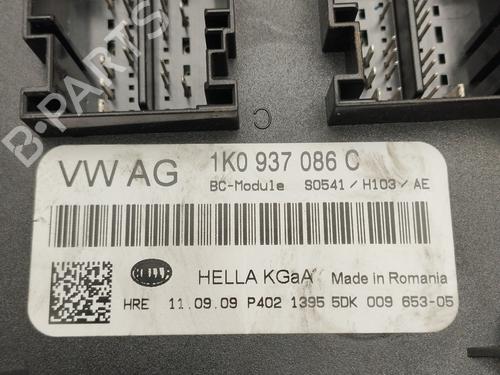 B-PARTS
C
VW AG 1K0 937 086 C
BC-Module S0541 / H103 / AE
HELLA KGaA Made in Romania
HRE 11.09.09 P402 1395 5DK 009 653-05